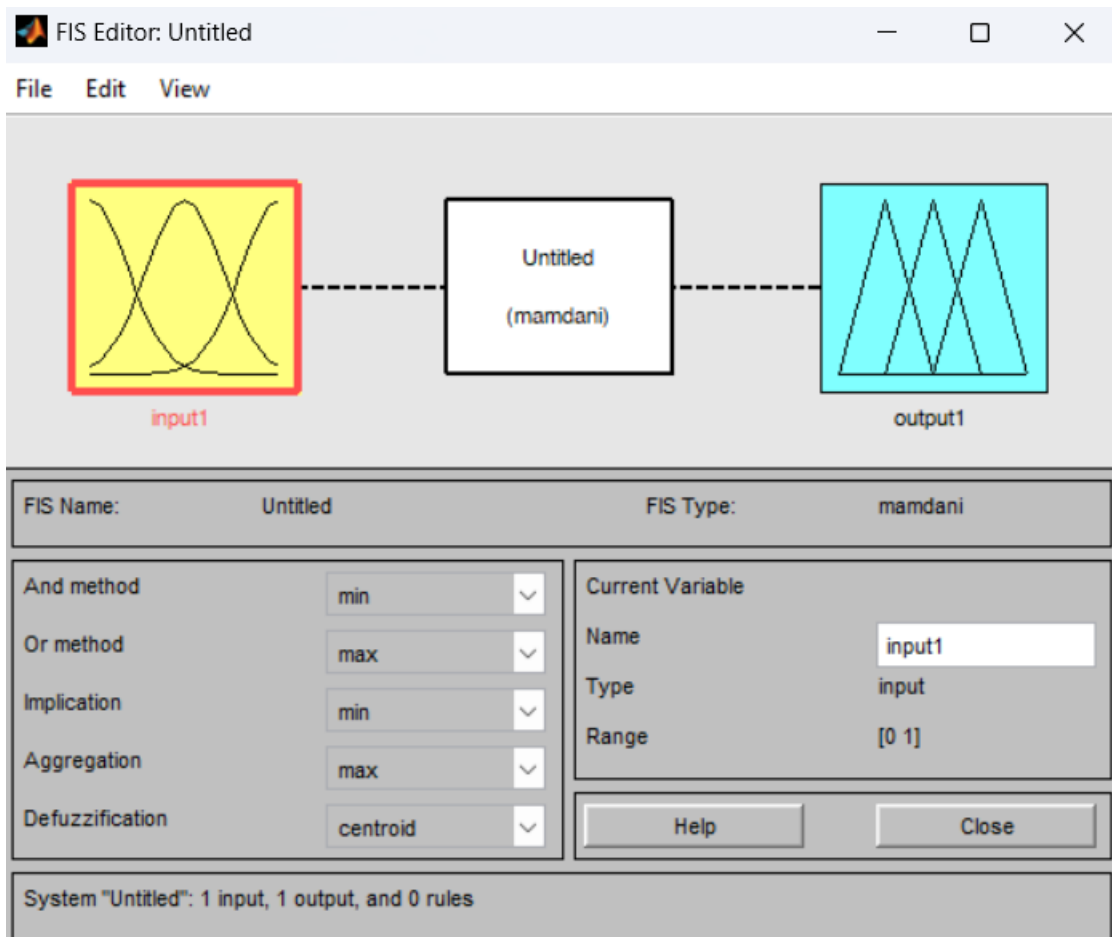 FIS Editor: Untitled
File Edit View
Untitled
(mamdani)
input1
output1
FIS Name: Untitled FIS Type: mamdani
And method min
Or method max
Implication min
Aggregation max
Defuzzification centroid
Current Variable
Name input1
Type input
Range [0 1]
Help Close
System "Untitled": 1 input, 1 output, and 0 rules